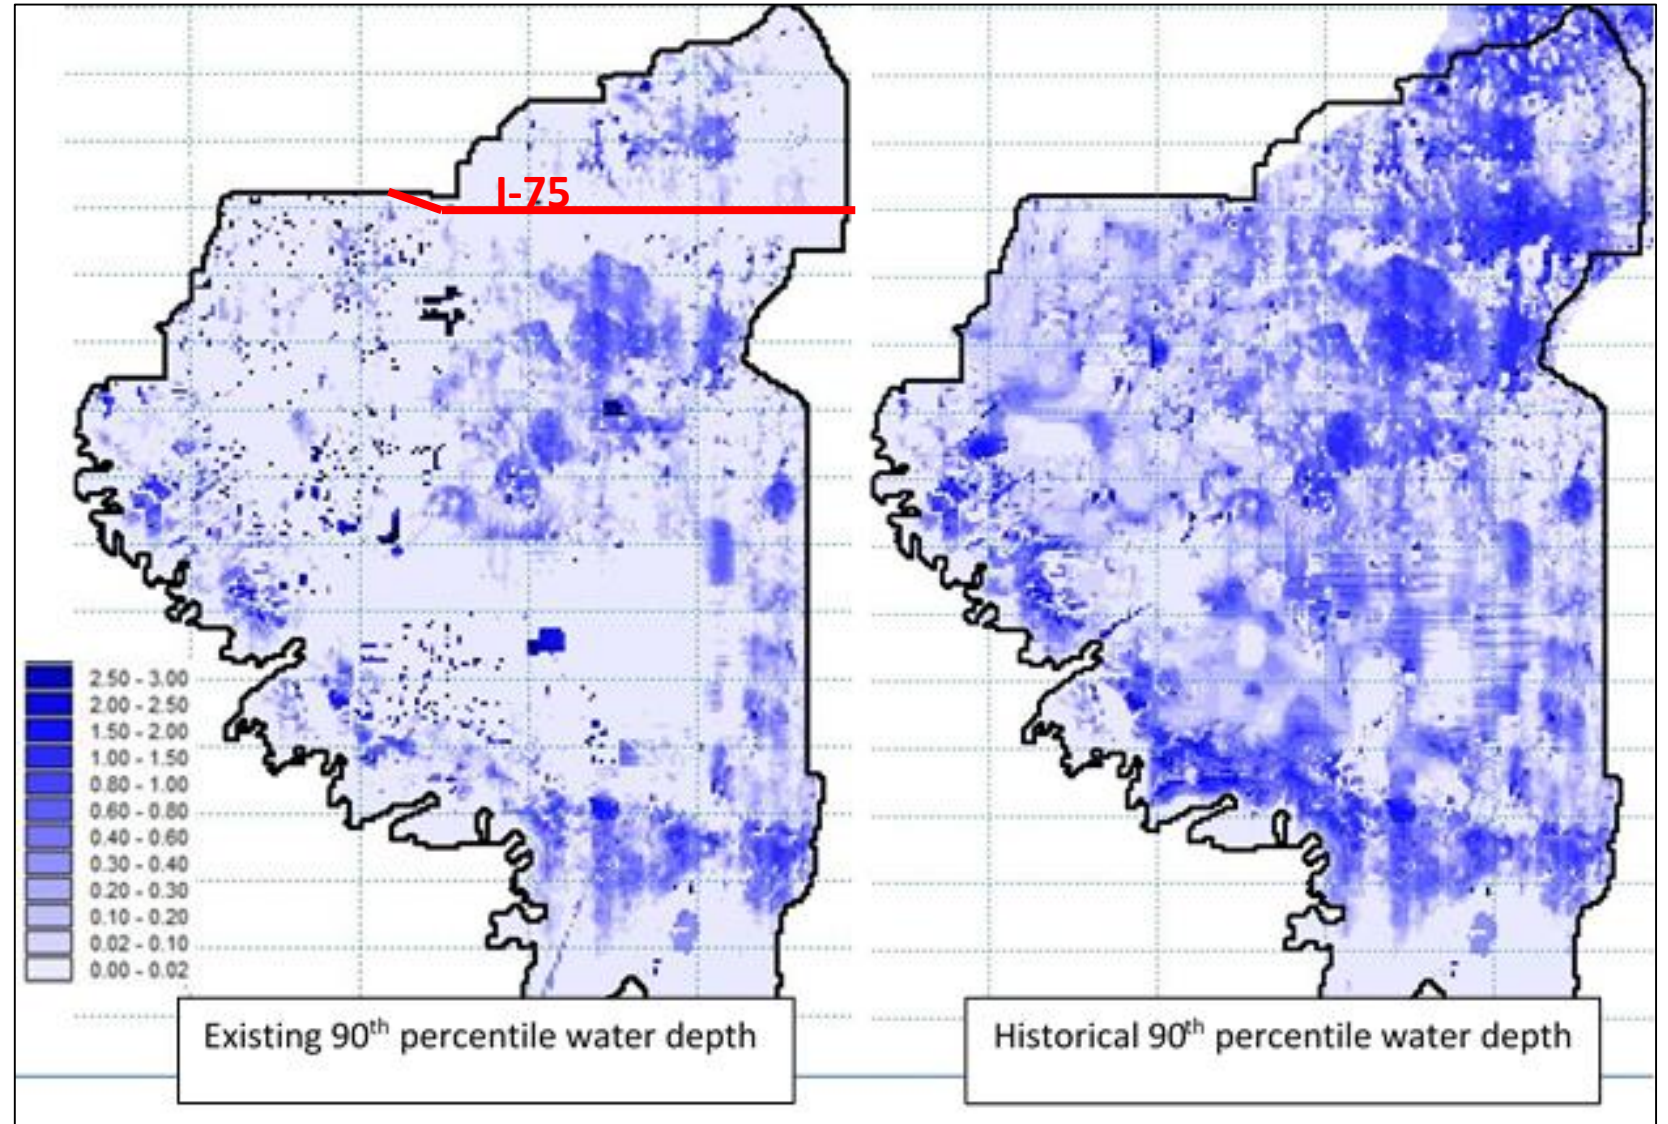 I-75
2.50 - 3.00
2.00 - 2.50
1.50 - 2.00
1.00 - 1.50
0.80 - 1.00
0.60 - 0.80
0.40 - 0.60
0.30 - 0.40
0.20 - 0.30
0.10 - 0.20
0.02 - 0.10
0.00 - 0.02
Existing 90th percentile water depth
Historical 90th percentile water depth